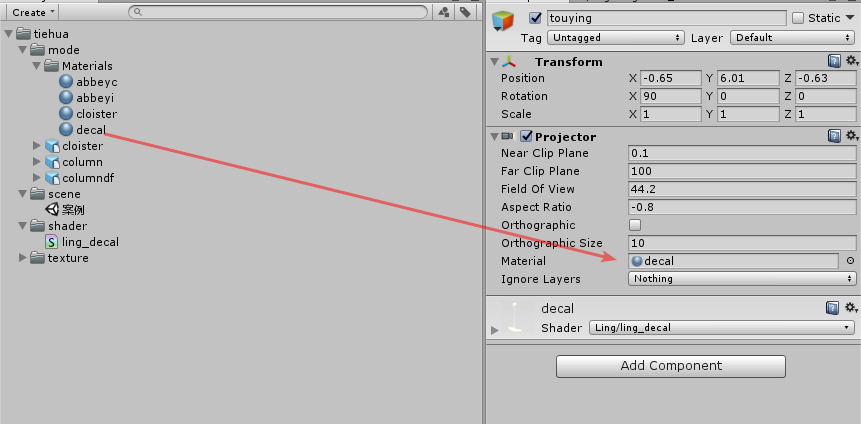 Create
tiehua
mode
Materials
abbeyc
abbeyi
cloister
decal
cloister
column
columndf
scene
案例
shader
ling_decal
texture
touying
Static
Tag Untagged Layer Default
Transform
Position X -0.65 Y 6.01 Z -0.63
Rotation X 90 Y 0 Z 0
Scale X 1 Y 1 Z 1
Projector
Near Clip Plane 0.1
Far Clip Plane 100
Field Of View 44.2
Aspect Ratio -0.8
Orthographic
Orthographic Size 10
Material decal
Ignore Layers Nothing
decal
Shader Ling/ling_decal
Add Component